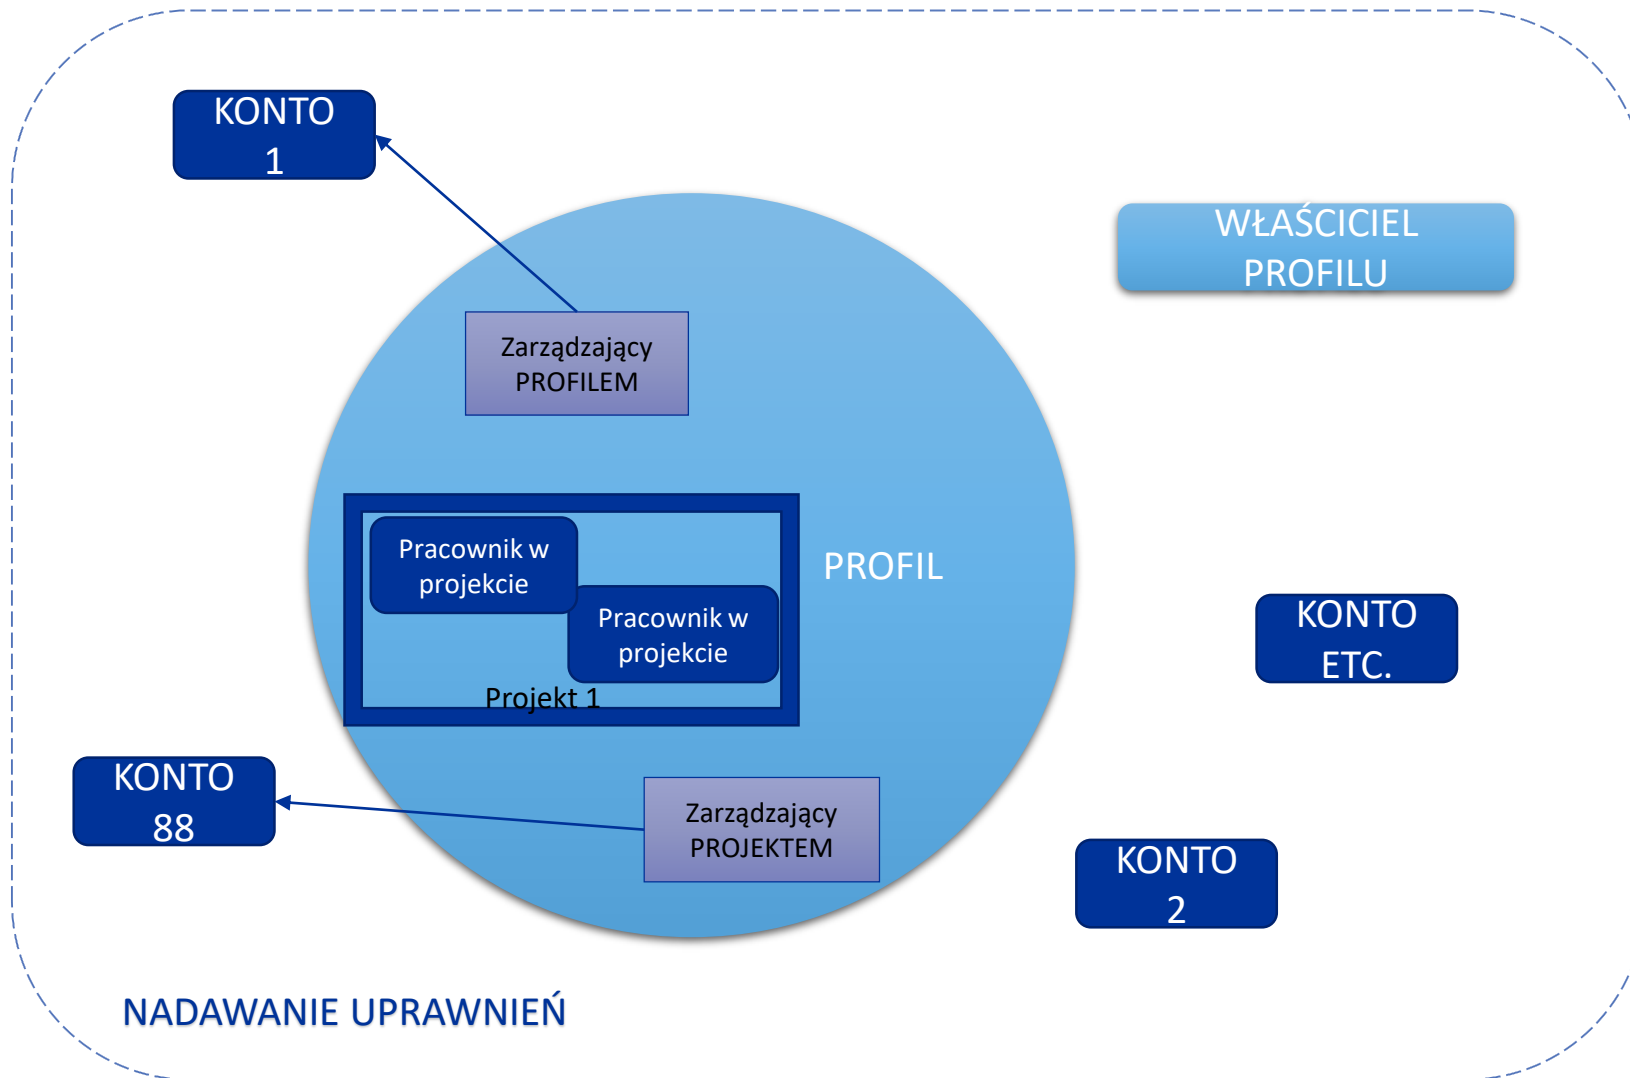 KONTO
1
WŁAŚCICIEL
PROFILU
Zarządzający
PROFILEM
Pracownik w
projekcie
PROFIL
Pracownik w
projekcie
KONTO
ETC.
Projekt 1
KONTO
88
Zarządzający
PROJEKTEM
KONTO
2
NADAWANIE UPRAWNIEŃ